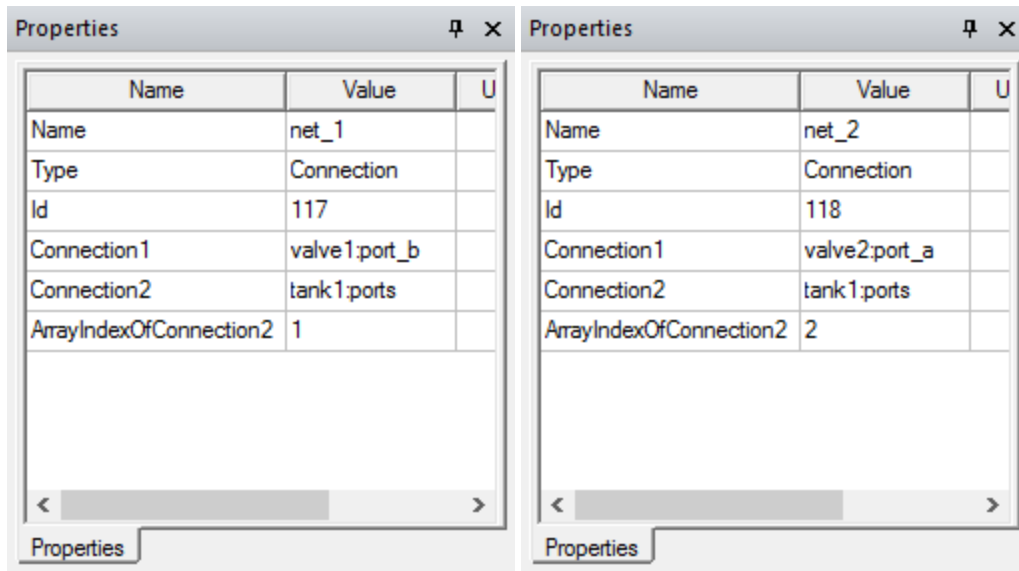 Properties
Name Value U
Name net_1
Type Connection
Id 117
Connection1 valve1:port_b
Connection2 tank1:ports
ArrayIndexOfConnection2 1
Properties
Properties
Name Value U
Name net_2
Type Connection
Id 118
Connection1 valve2:port_a
Connection2 tank1:ports
ArrayIndexOfConnection2 2
Properties